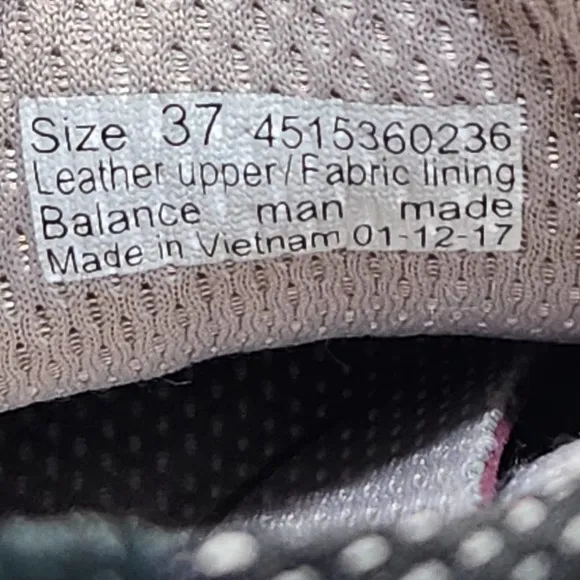 Size 37 4515360236
Leather upper/Fabric lining
Balance man made
Made in Vietnam 01-12-17